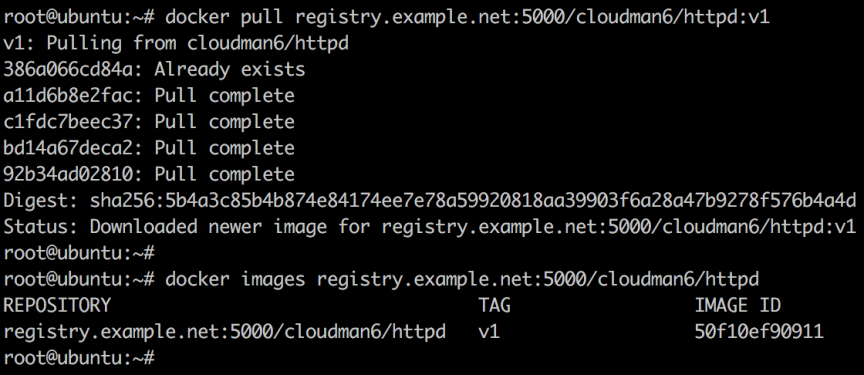 root@ubuntu:~# docker pull registry.example.net:5000/cloudman6/httpd:v1
v1: Pulling from cloudman6/httpd
386a066cd84a: Already exists
a11d6b8e2fac: Pull complete
c1fdc7beec37: Pull complete
bd14a67deca2: Pull complete
92b34ad02810: Pull complete
Digest: sha256:5b4a3c85b4b874e84174ee7e78a59920818aa39903f6a28a47b9278f576b4a4d
Status: Downloaded newer image for registry.example.net:5000/cloudman6/httpd:v1
root@ubuntu:~#
root@ubuntu:~# docker images registry.example.net:5000/cloudman6/httpd
REPOSITORY TAG IMAGE ID
registry.example.net:5000/cloudman6/httpd v1 50f10ef90911
root@ubuntu:~#